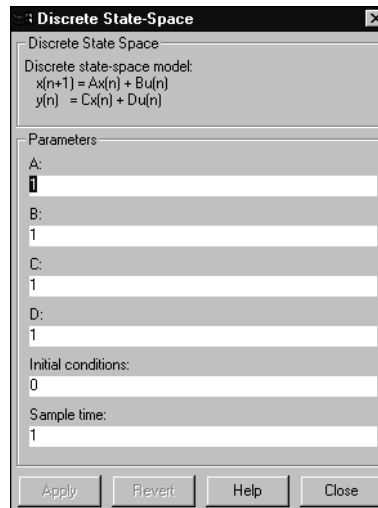 Discrete State-Space
Discrete State Space
Discrete state-space model:
x(n+1) = Ax(n) + Bu(n)
y(n) = Cx(n) + Du(n)
Parameters
A:
1
B:
1
C:
1
D:
1
Initial conditions:
0
Sample time:
1
Apply Revert Help Close